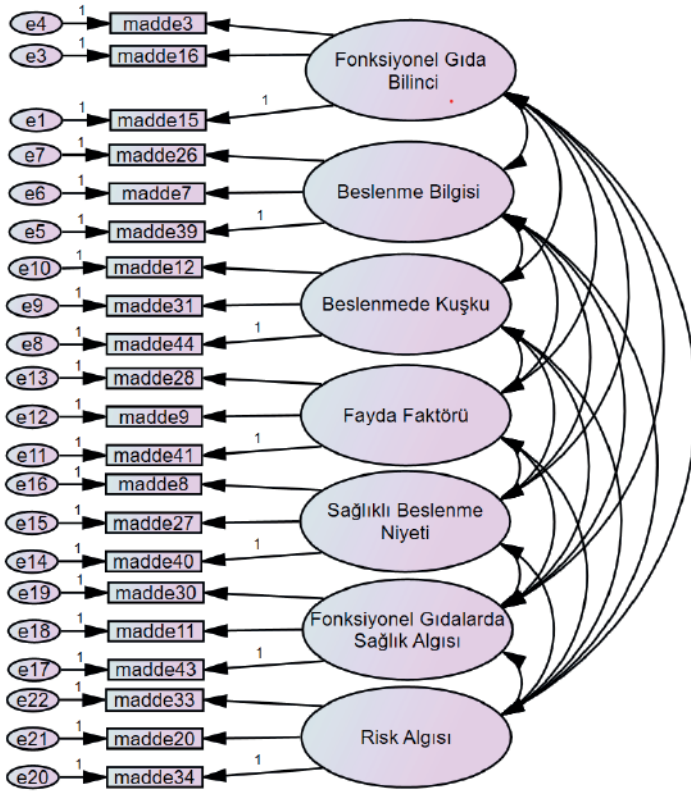 e4 1 madde3
e3 1 madde16
Fonksiyonel Gıda
Bilinci
e1 1 madde15 1
e7 1 madde26
e6 1 madde7
Beslenme Bilgisi
e5 1 madde39 1
e10 1 madde12
e9 1 madde31
Beslenmede Kuşku
e8 1 madde44 1
e13 1 madde28
e12 1 madde9
Fayda Faktörü
e11 1 madde41 1
e16 1 madde8
e15 1 madde27
Sağlıklı Beslenme
Niyeti
e14 1 madde40 1
e19 1 madde30
e18 1 madde11
Fonksiyonel Gıdalarda
Sağlık Algısı
e17 1 madde43 1
e22 1 madde33
e21 1 madde20
Risk Algısı
e20 1 madde34 1